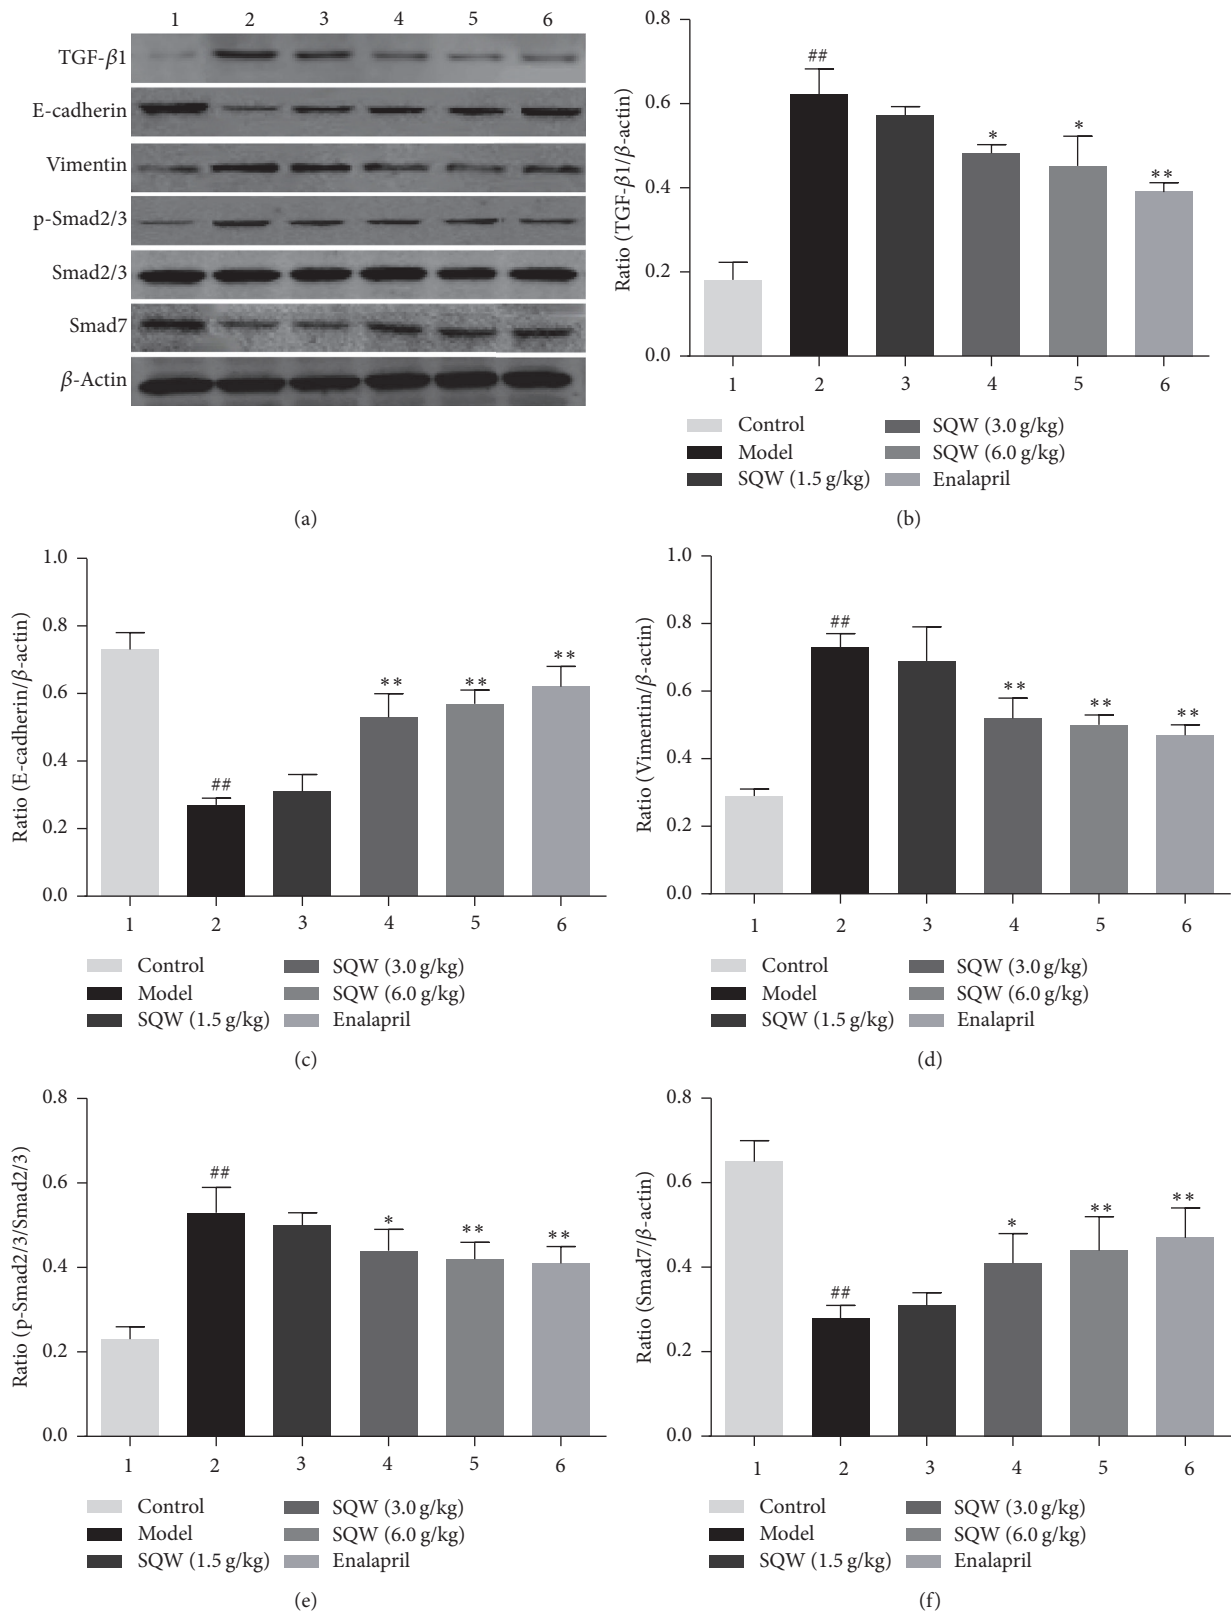 1 2 3 4 5 6
TGF-β1
E-cadherin
Vimentin
p-Smad2/3
Smad2/3
Smad7
β-Actin
(a)
Ratio (TGF-β1/β-actin)
0.8
0.6
0.4
0.2
0.0
##
*
*
**
1 2 3 4 5 6
Control
Model
SQW (1.5 g/kg)
SQW (3.0 g/kg)
SQW (6.0 g/kg)
Enalapril
(b)
Ratio (E-cadherin/β-actin)
1.0
0.8
0.6
0.4
0.2
0.0
##
**
**
**
1 2 3 4 5 6
Control
Model
SQW (1.5 g/kg)
SQW (3.0 g/kg)
SQW (6.0 g/kg)
Enalapril
(c)
Ratio (Vimentin/β-actin)
1.0
0.8
0.6
0.4
0.2
0.0
##
**
**
**
1 2 3 4 5 6
Control
Model
SQW (1.5 g/kg)
SQW (3.0 g/kg)
SQW (6.0 g/kg)
Enalapril
(d)
Ratio (p-Smad2/3/Smad2/3)
0.8
0.6
0.4
0.2
0.0
##
*
**
**
1 2 3 4 5 6
Control
Model
SQW (1.5 g/kg)
SQW (3.0 g/kg)
SQW (6.0 g/kg)
Enalapril
(e)
Ratio (Smad7/β-actin)
0.8
0.6
0.4
0.2
0.0
##
*
**
**
1 2 3 4 5 6
Control
Model
SQW (1.5 g/kg)
SQW (3.0 g/kg)
SQW (6.0 g/kg)
Enalapril
(f)